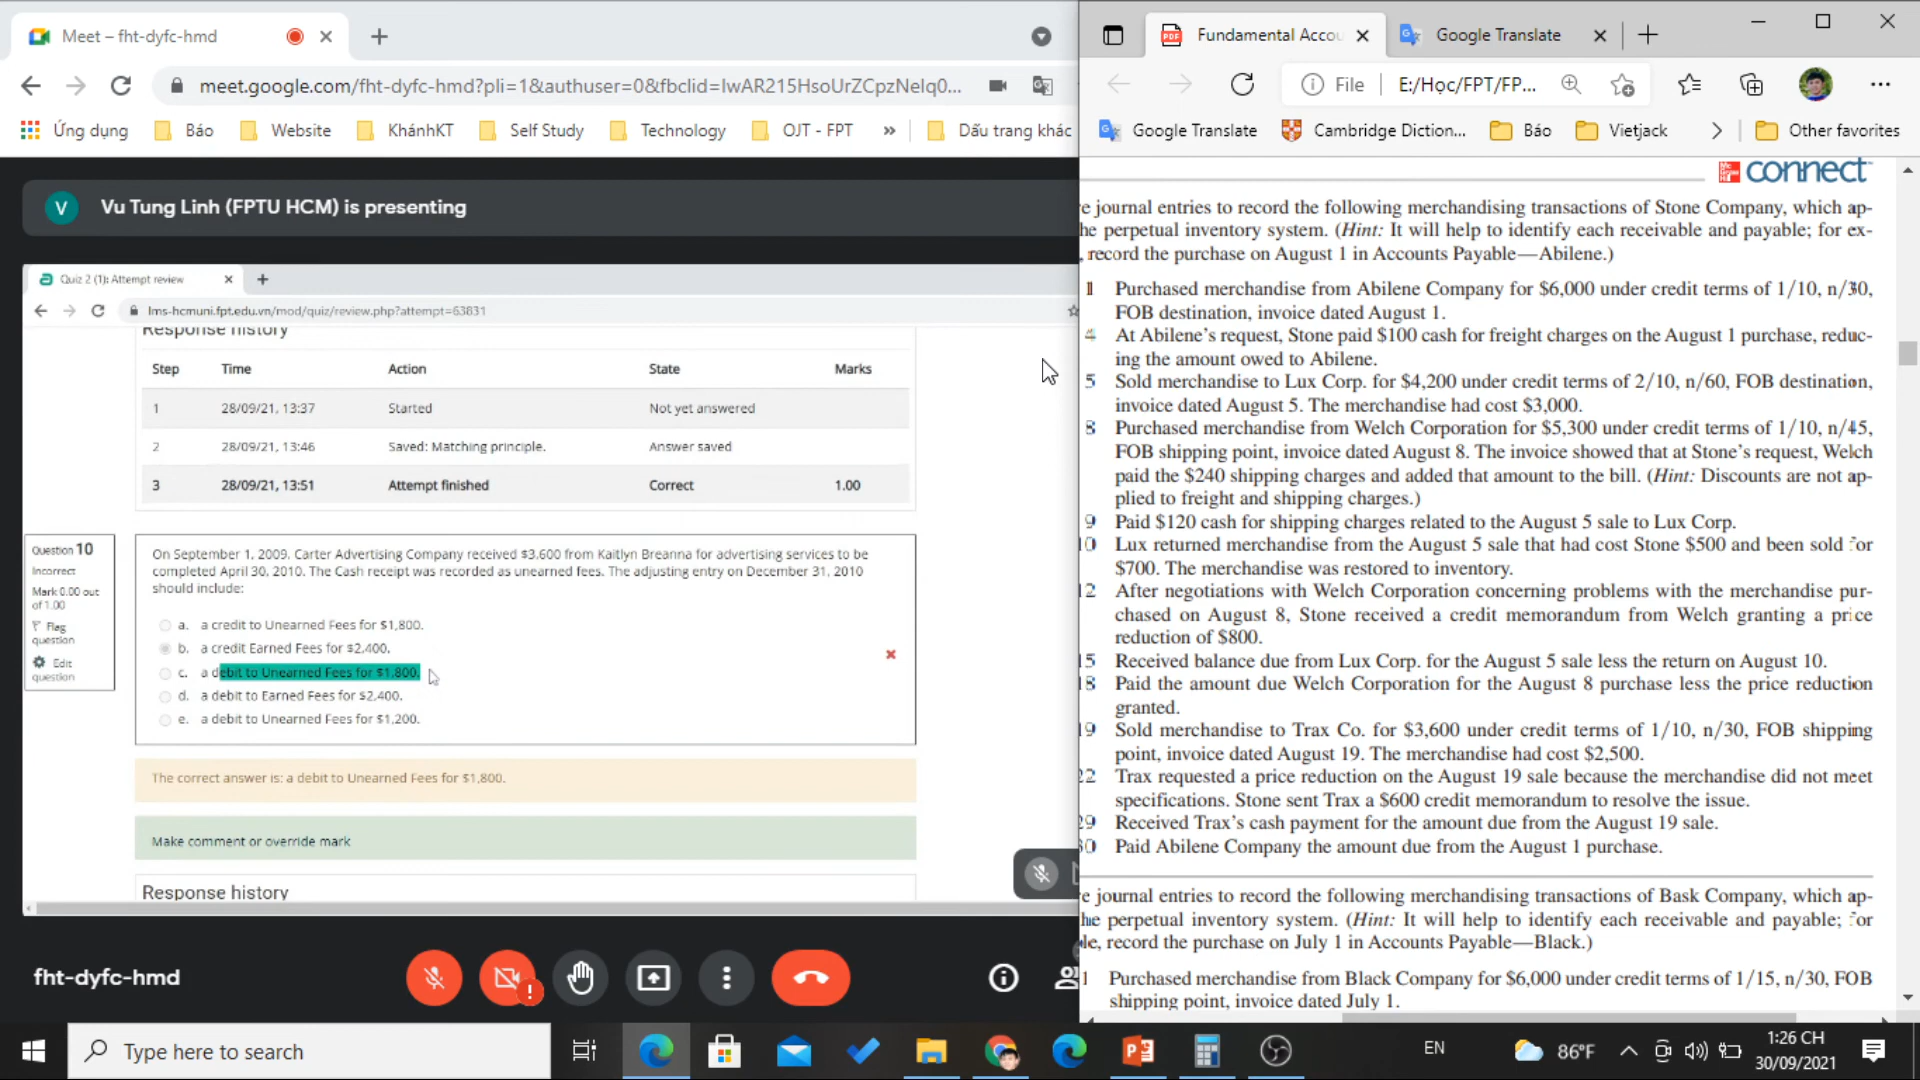 Meet – fht-dyfc-hmd
meet.google.com/fht-dyfc-hmd?pli=1&authuser=0&fbclid=IwAR215HsoUrZCpzNeIq0...
Ứng dụng
Báo
Website
KhánhKT
Self Study
Technology
OJT - FPT
»
Dấu trang khác
V
Vu Tung Linh (FPTU HCM) is presenting
Quiz 2 (1): Attempt review
lms-hcmuni.fpt.edu.vn/mod/quiz/review.php?attempt=63831
Response history
Step Time Action State Marks
1 28/09/21, 13:37 Started Not yet answered
2 28/09/21, 13:46 Saved: Matching principle. Answer saved
3 28/09/21, 13:51 Attempt finished Correct 1.00
Question 10
Incorrect
Mark 0.00 out
of 1.00
Flag
question
Edit
question
On September 1, 2009, Carter Advertising Company received $3,600 from Kaitlyn Breanna for advertising services to be
completed April 30, 2010. The Cash receipt was recorded as unearned fees. The adjusting entry on December 31, 2010
should include:
a. a credit to Unearned Fees for $1,800.
b. a credit Earned Fees for $2,400.
c. a debit to Unearned Fees for $1,800.
d. a debit to Earned Fees for $2,400.
e. a debit to Unearned Fees for $1,200.
The correct answer is: a debit to Unearned Fees for $1,800.
Make comment or override mark
Response history
fht-dyfc-hmd
Fundamental Accou
Google Translate
File
E:/Học/FPT/FP...
Google Translate
Cambridge Diction...
Báo
Vietjack
Other favorites
connect
e journal entries to record the following merchandising transactions of Stone Company, which ap-
he perpetual inventory system. (Hint: It will help to identify each receivable and payable; for ex-
, record the purchase on August 1 in Accounts Payable—Abilene.)
1 Purchased merchandise from Abilene Company for $6,000 under credit terms of 1/10, n/30,
FOB destination, invoice dated August 1.
4 At Abilene's request, Stone paid $100 cash for freight charges on the August 1 purchase, reduc-
ing the amount owed to Abilene.
5 Sold merchandise to Lux Corp. for $4,200 under credit terms of 2/10, n/60, FOB destination,
invoice dated August 5. The merchandise had cost $3,000.
8 Purchased merchandise from Welch Corporation for $5,300 under credit terms of 1/10, n/45,
FOB shipping point, invoice dated August 8. The invoice showed that at Stone's request, Welch
paid the $240 shipping charges and added that amount to the bill. (Hint: Discounts are not ap-
plied to freight and shipping charges.)
9 Paid $120 cash for shipping charges related to the August 5 sale to Lux Corp.
10 Lux returned merchandise from the August 5 sale that had cost Stone $500 and been sold for
$700. The merchandise was restored to inventory.
12 After negotiations with Welch Corporation concerning problems with the merchandise pur-
chased on August 8, Stone received a credit memorandum from Welch granting a price
reduction of $800.
15 Received balance due from Lux Corp. for the August 5 sale less the return on August 10.
18 Paid the amount due Welch Corporation for the August 8 purchase less the price reduction
granted.
19 Sold merchandise to Trax Co. for $3,600 under credit terms of 1/10, n/30, FOB shipping
point, invoice dated August 19. The merchandise had cost $2,500.
22 Trax requested a price reduction on the August 19 sale because the merchandise did not meet
specifications. Stone sent Trax a $600 credit memorandum to resolve the issue.
29 Received Trax's cash payment for the amount due from the August 19 sale.
30 Paid Abilene Company the amount due from the August 1 purchase.
e journal entries to record the following merchandising transactions of Bask Company, which ap-
he perpetual inventory system. (Hint: It will help to identify each receivable and payable; for
le, record the purchase on July 1 in Accounts Payable—Black.)
1 Purchased merchandise from Black Company for $6,000 under credit terms of 1/15, n/30, FOB
shipping point, invoice dated July 1.
Type here to search
EN
86°F
1:26 CH
30/09/2021